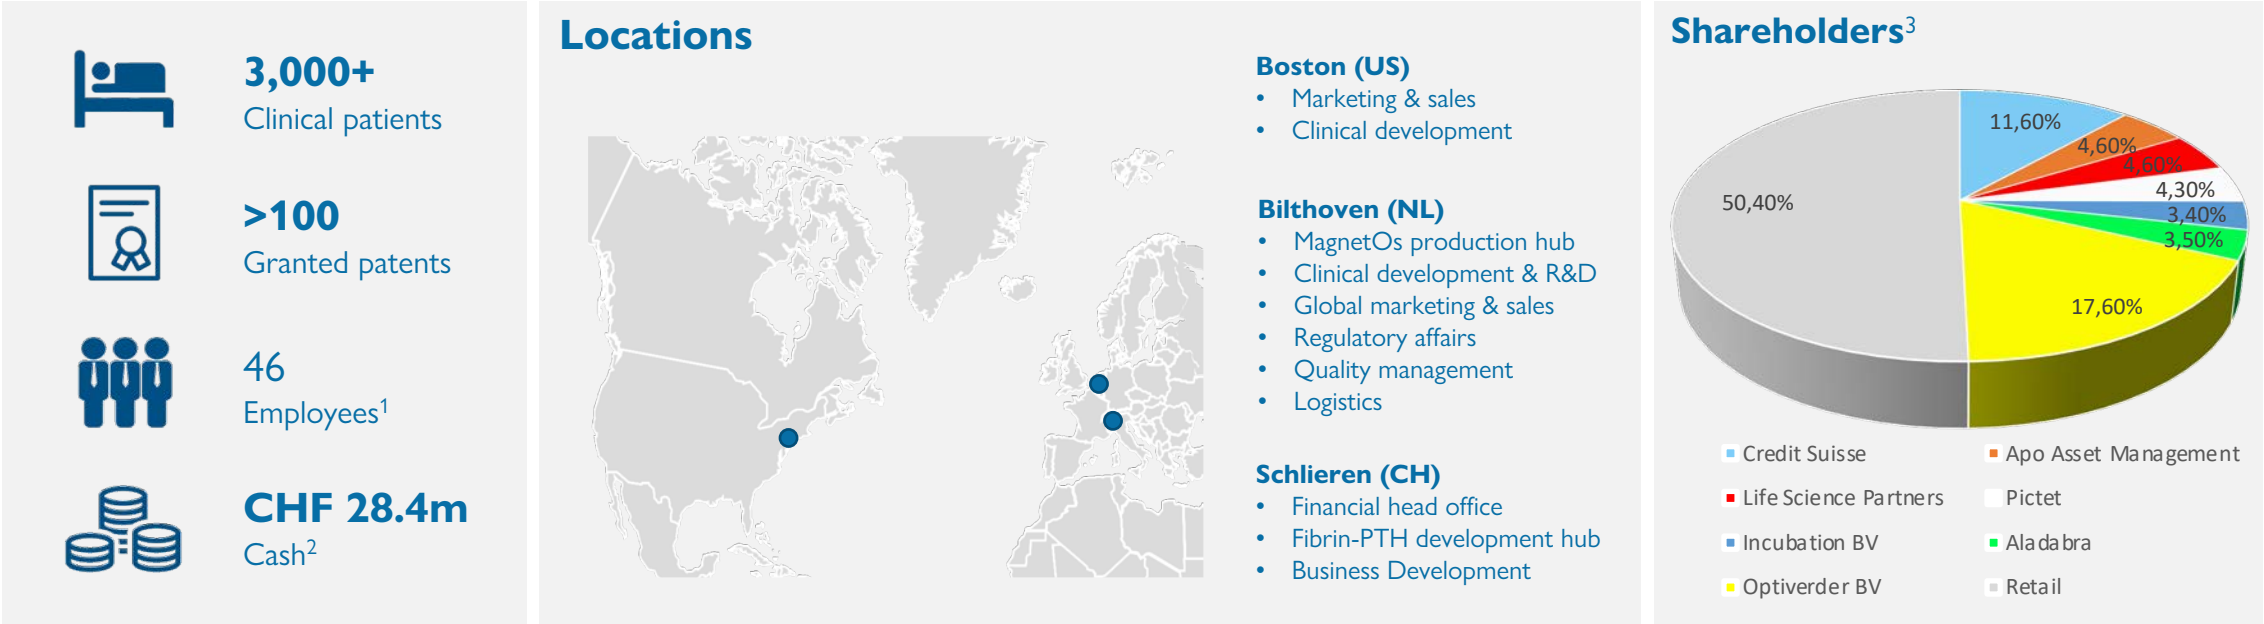 3,000+
Clinical patients
>100
Granted patents
46
Employees1
CHF 28.4m
Cash2
Locations
Boston (US)
• Marketing & sales
• Clinical development
Bilthoven (NL)
• MagnetOs production hub
• Clinical development & R&D
• Global marketing & sales
• Regulatory affairs
• Quality management
• Logistics
Schlieren (CH)
• Financial head office
• Fibrin-PTH development hub
• Business Development
Shareholders3
11,60%
4,60%
4,60%
4,30%
3,40%
3,50%
17,60%
50,40%
Credit Suisse
Apo Asset Management
Life Science Partners
Pictet
Incubation BV
Aladabra
Optiverder BV
Retail